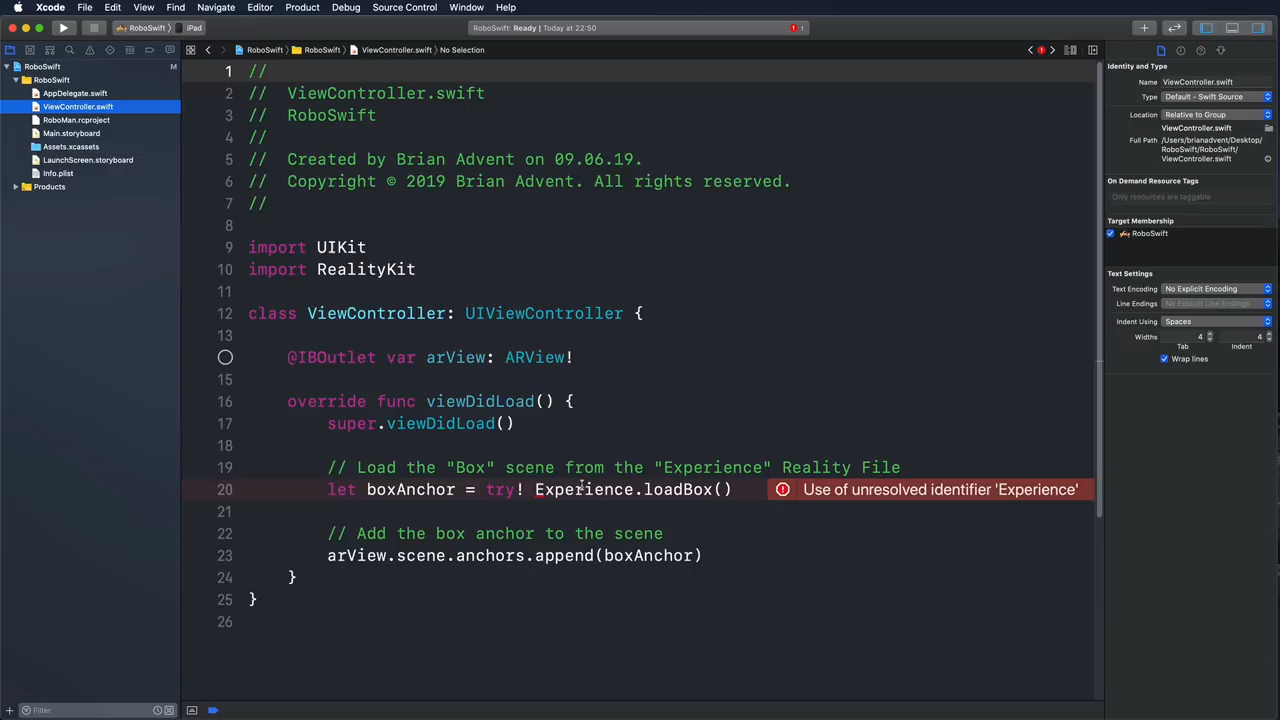 Xcode File Edit View Find Navigate Editor Product Debug Source Control Window Help
RoboSwift iPad
RoboSwift: Ready | Today at 22:50
1
RoboSwift M
RoboSwift
AppDelegate.swift
ViewController.swift
RoboMan.rcproject
Main.storyboard
Assets.xcassets
LaunchScreen.storyboard
Info.plist
Products
Filter
RoboSwift RoboSwift ViewController.swift No Selection
1 //
2 // ViewController.swift
3 // RoboSwift
4 //
5 // Created by Brian Advent on 09.06.19.
6 // Copyright © 2019 Brian Advent. All rights reserved.
7 //
8
9 import UIKit
10 import RealityKit
11
12 class ViewController: UIViewController {
13
@IBOutlet var arView: ARView!
15
16 override func viewDidLoad() {
17 super.viewDidLoad()
18
19 // Load the "Box" scene from the "Experience" Reality File
20 let boxAnchor = try! Experience.loadBox() Use of unresolved identifier 'Experience'
21
22 // Add the box anchor to the scene
23 arView.scene.anchors.append(boxAnchor)
24 }
25 }
26
Identity and Type
Name ViewController.swift
Type Default - Swift Source
Location Relative to Group
ViewController.swift
Full Path /Users/brianadvent/Desktop/
RoboSwift/RoboSwift/
ViewController.swift
On Demand Resource Tags
Only resources are taggable
Target Membership
RoboSwift
Text Settings
Text Encoding No Explicit Encoding
Line Endings No Explicit Line Endings
Indent Using Spaces
Widths 4 4
Tab Indent
Wrap lines